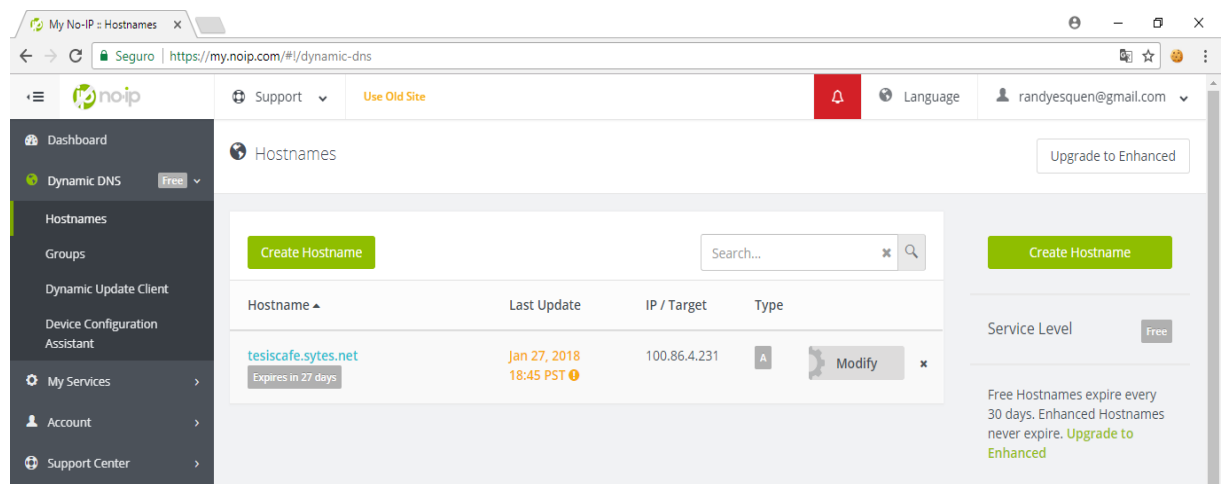 My No-IP :: Hostnames
Seguro | https://my.noip.com/#!/dynamic-dns
no-ip
Support
Use Old Site
Language
randyesquen@gmail.com
Dashboard
Dynamic DNS
Free
Hostnames
Groups
Dynamic Update Client
Device Configuration
Assistant
My Services
Account
Support Center
Hostnames
Upgrade to Enhanced
Create Hostname
Search...
Hostname
Last Update
IP / Target
Type
tesiscafe.sytes.net
Expires in 27 days
Jan 27, 2018
18:45 PST
100.86.4.231
A
Modify
Create Hostname
Service Level
Free
Free Hostnames expire every
30 days. Enhanced Hostnames
never expire. Upgrade to
Enhanced